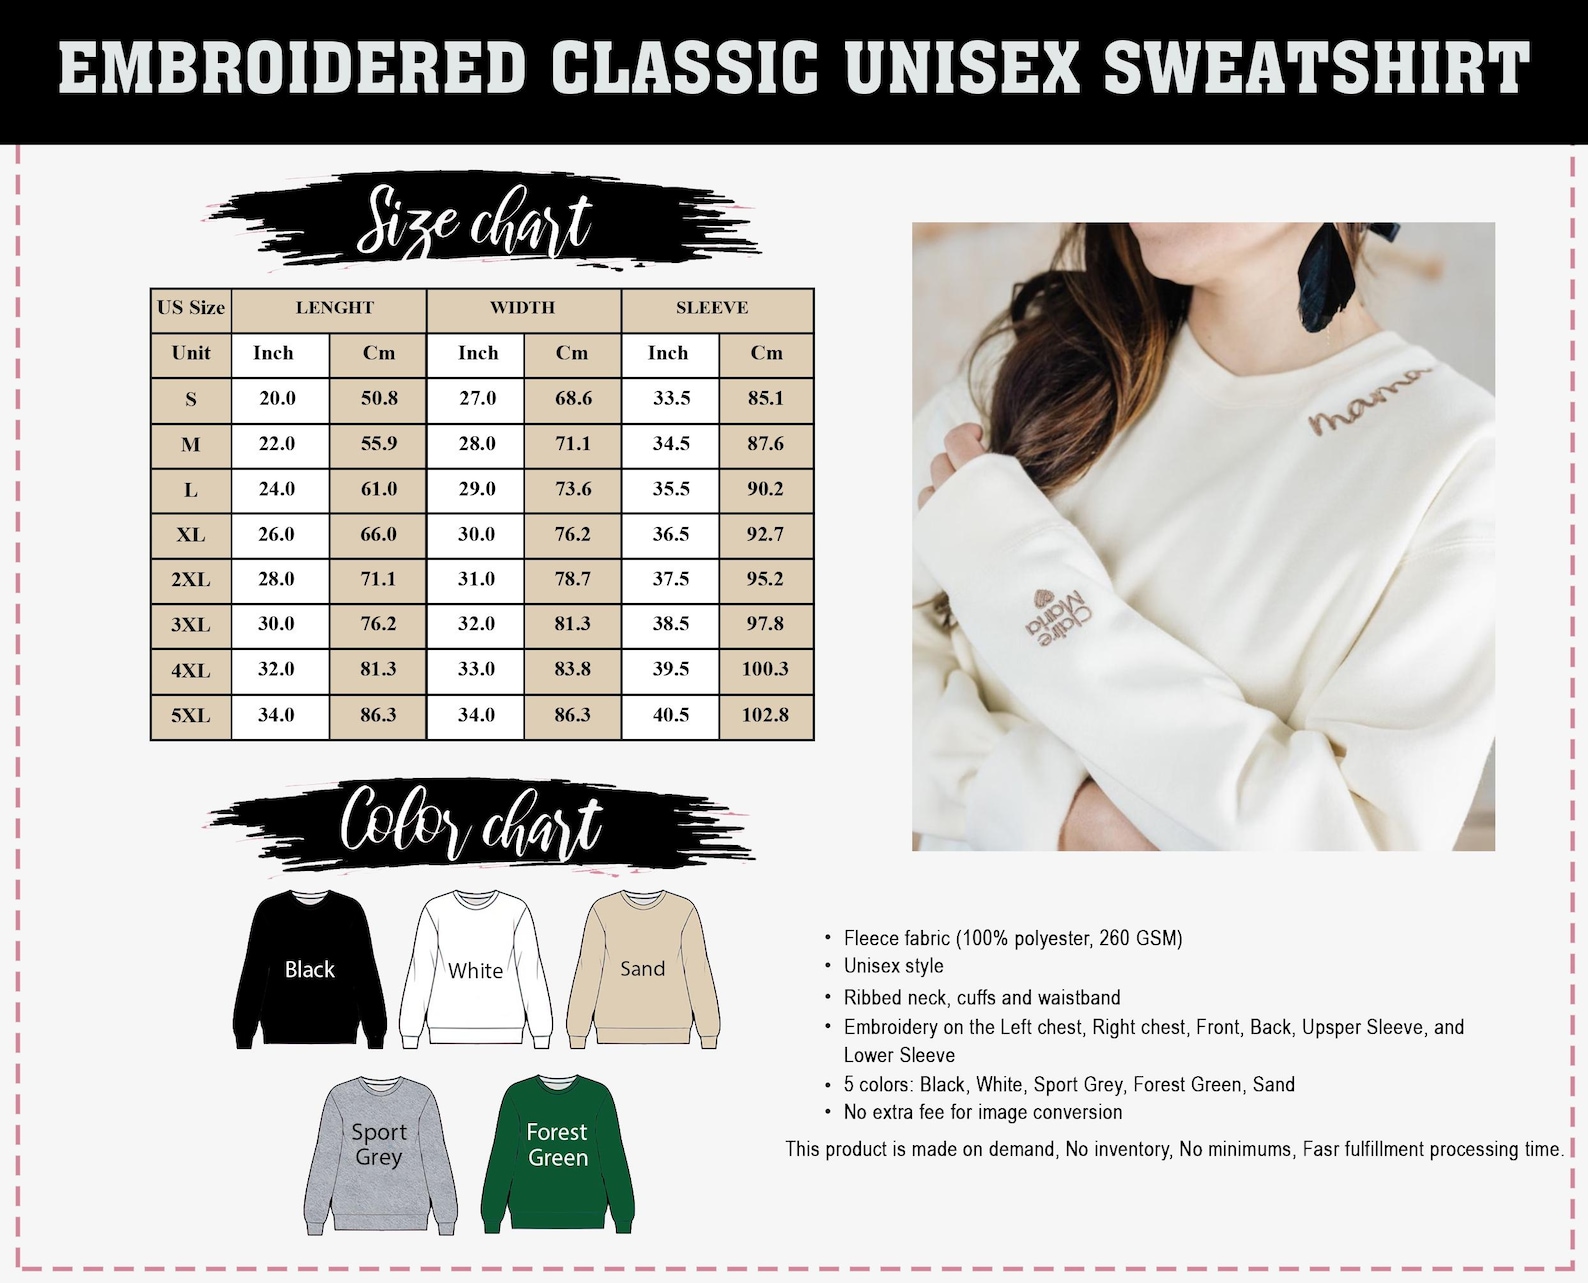 EMBROIDERED CLASSIC UNISEX SWEATSHIRT
Size chart
US Size LENGHT WIDTH SLEEVE
Unit Inch Cm Inch Cm Inch Cm
S 20.0 50.8 27.0 68.6 33.5 85.1
M 22.0 55.9 28.0 71.1 34.5 87.6
L 24.0 61.0 29.0 73.6 35.5 90.2
XL 26.0 66.0 30.0 76.2 36.5 92.7
2XL 28.0 71.1 31.0 78.7 37.5 95.2
3XL 30.0 76.2 32.0 81.3 38.5 97.8
4XL 32.0 81.3 33.0 83.8 39.5 100.3
5XL 34.0 86.3 34.0 86.3 40.5 102.8
mama
Claire
Maria
Color chart
Black
White
Sand
Sport
Grey
Forest
Green
• Fleece fabric (100% polyester, 260 GSM)
• Unisex style
• Ribbed neck, cuffs and waistband
• Embroidery on the Left chest, Right chest, Front, Back, Upsper Sleeve, and
Lower Sleeve
• 5 colors: Black, White, Sport Grey, Forest Green, Sand
• No extra fee for image conversion
This product is made on demand, No inventory, No minimums, Fasr fulfillment processing time.